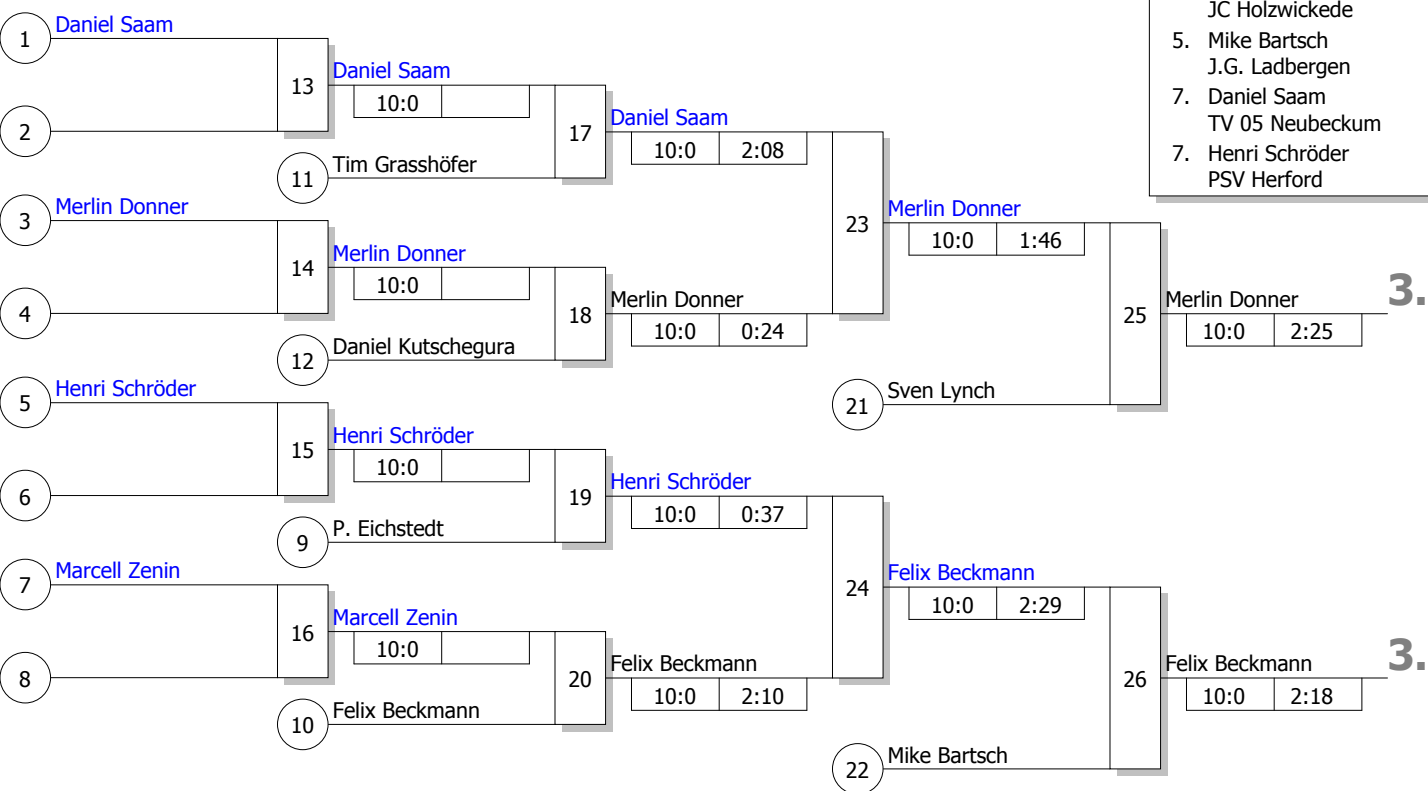 JC Holzwickede
5. Mike Bartsch
J.G. Ladbergen
7. Daniel Saam
TV 05 Neubeckum
7. Henri Schröder
PSV Herford
1 Daniel Saam
13 Daniel Saam
10:0
2
17 Daniel Saam
10:0 2:08
11 Tim Grasshöfer
3 Merlin Donner
23 Merlin Donner
10:0 1:46
14 Merlin Donner
10:0
4
18 Merlin Donner
10:0 0:24
25 Merlin Donner 3.
10:0 2:25
12 Daniel Kutschegura
5 Henri Schröder
21 Sven Lynch
15 Henri Schröder
10:0
6
19 Henri Schröder
10:0 0:37
9 P. Eichstedt
7 Marcell Zenin
24 Felix Beckmann
10:0 2:29
16 Marcell Zenin
10:0
8
20 Felix Beckmann
10:0 2:10
26 Felix Beckmann 3.
10:0 2:18
10 Felix Beckmann
22 Mike Bartsch